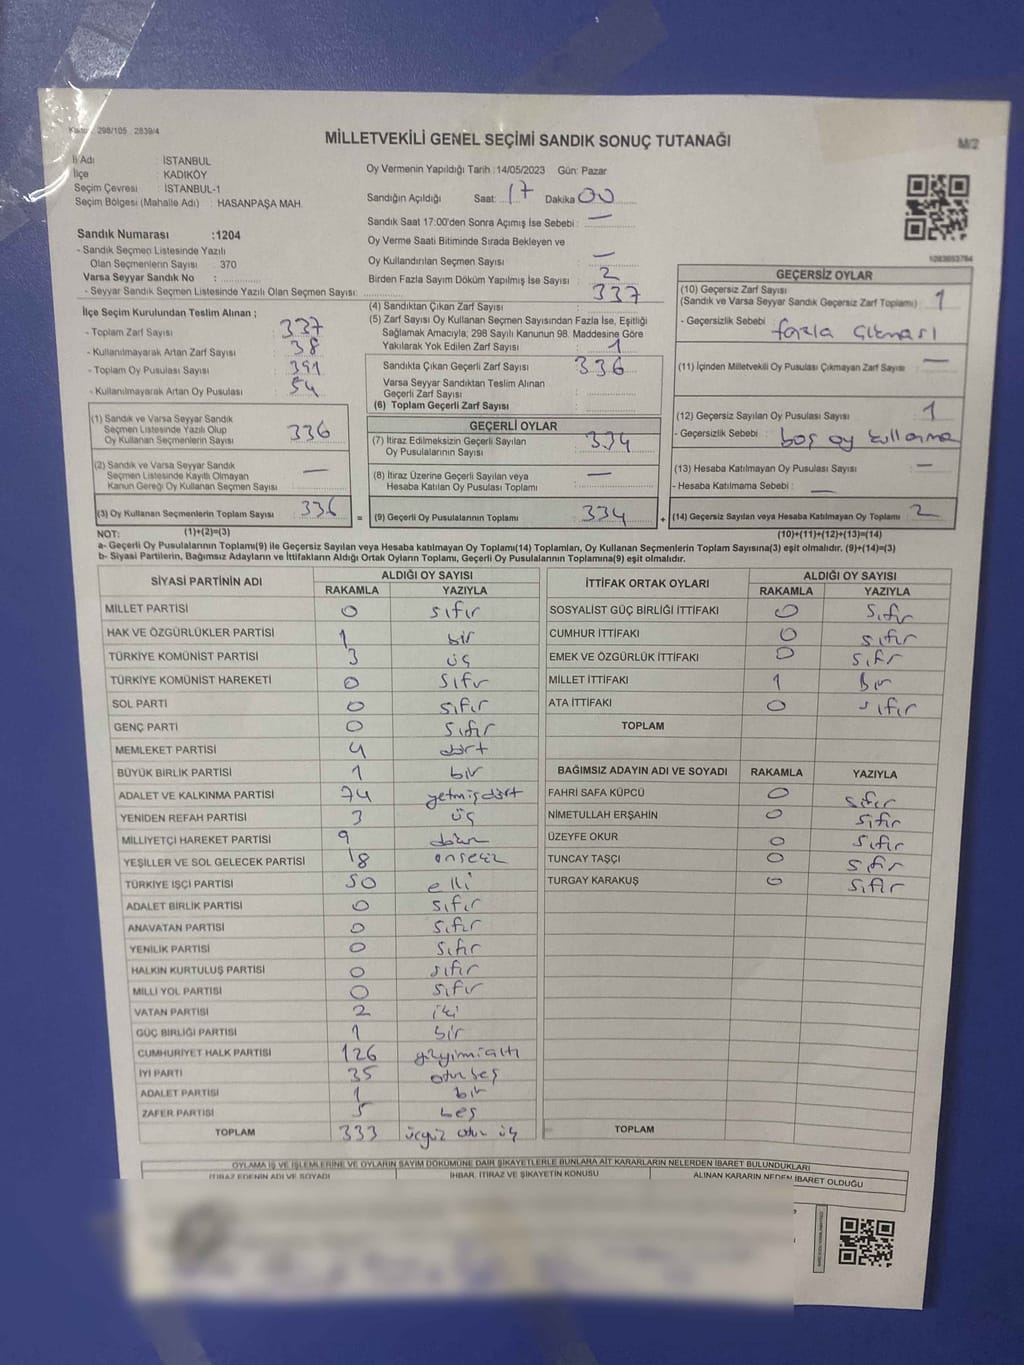 Kanun : 298/105 . 2839/4
MİLLETVEKİLİ GENEL SEÇİMİ SANDIK SONUÇ TUTANAĞI
M/2
İl Adı : İSTANBUL
İlçe : KADIKÖY
Seçim Çevresi : İSTANBUL-1
Seçim Bölgesi (Mahalle Adı) : HASANPAŞA MAH.
Oy Vermenin Yapıldığı Tarih :14/05/2023 Gün: Pazar
Sandığın Açıldığı Saat: 17 Dakika 00
Sandık Saat 17:00'den Sonra Açımış İse Sebebi : —
Oy Verme Saati Bitiminde Sırada Bekleyen ve
Oy Kullandırılan Seçmen Sayısı —
Birden Fazla Sayım Döküm Yapılmış İse Sayısı : 2
Sandık Numarası :1204
- Sandık Seçmen Listesinde Yazılı
Olan Seçmenlerin Sayısı : 370
Varsa Seyyar Sandık No :
- Seyyar Sandık Seçmen Listesinde Yazılı Olan Seçmen Sayısı:
İlçe Seçim Kurulundan Teslim Alınan ;
- Toplam Zarf Sayısı : 337
- Kullanılmayarak Artan Zarf Sayısı : 38
- Toplam Oy Pusulası Sayısı : 391
- Kullanılmayarak Artan Oy Pusulası : 54
(1) Sandık ve Varsa Seyyar Sandık
Seçmen Listesinde Yazılı Olup
Oy Kullanan Seçmenlerin Sayısı : 336
(2) Sandık ve Varsa Seyyar Sandık
Seçmen Listesinde Kayıtlı Olmayan
Kanun Gereği Oy Kullanan Seçmen Sayısı : —
(3) Oy Kullanan Seçmenlerin Toplam Sayısı : 336
(4) Sandıktan Çıkan Zarf Sayısı : 337
(5) Zarf Sayısı Oy Kullanan Seçmen Sayısından Fazla İse, Eşitliği
Sağlamak Amacıyla; 298 Sayılı Kanunun 98. Maddesine Göre
Yakılarak Yok Edilen Zarf Sayısı : 1
Sandıkta Çıkan Geçerli Zarf Sayısı : 336
Varsa Seyyar Sandıktan Teslim Alınan
Geçerli Zarf Sayısı :
(6) Toplam Geçerli Zarf Sayısı :
GEÇERLİ OYLAR
(7) İtiraz Edilmeksizin Geçerli Sayılan
Oy Pusulalarının Sayısı : 334
(8) İtiraz Üzerine Geçerli Sayılan veya
Hesaba Katılan Oy Pusulası Toplamı : —
= (9) Geçerli Oy Pusulalarının Toplamı : 334
1083653764
GEÇERSİZ OYLAR
(10) Geçersiz Zarf Sayısı
(Sandık ve Varsa Seyyar Sandık Geçersiz Zarf Toplamı) : 1
- Geçersizlik Sebebi : fazla çıkması
(11) İçinden Milletvekili Oy Pusulası Çıkmayan Zarf Sayısı : —
(12) Geçersiz Sayılan Oy Pusulası Sayısı : 1
- Geçersizlik Sebebi : boş oy kullanma
(13) Hesaba Katılmayan Oy Pusulası Sayısı : —
- Hesaba Katılmama Sebebi : —
+ (14) Geçersiz Sayılan veya Hesaba Katılmayan Oy Toplamı : 2
NOT: (1)+(2)=(3) (10)+(11)+(12)+(13)=(14)
a- Geçerli Oy Pusulalarının Toplamı(9) ile Geçersiz Sayılan veya Hesaba katılmayan Oy Toplamı(14) Toplamları, Oy Kullanan Seçmenlerin Toplam Sayısına(3) eşit olmalıdır. (9)+(14)=(3)
b- Siyasi Partilerin, Bağımsız Adayların ve İttifakların Aldığı Ortak Oyların Toplamı, Geçerli Oy Pusulalarının Toplamına(9) eşit olmalıdır.
SİYASİ PARTİNİN ADI ALDIĞI OY SAYISI
RAKAMLA YAZIYLA
MİLLET PARTİSİ 0 sıfır
HAK VE ÖZGÜRLÜKLER PARTİSİ 1 bir
TÜRKİYE KOMÜNİST PARTİSİ 3 üç
TÜRKİYE KOMÜNİST HAREKETİ 0 sıfır
SOL PARTİ 0 sıfır
GENÇ PARTİ 0 sıfır
MEMLEKET PARTİSİ 4 dört
BÜYÜK BİRLİK PARTİSİ 1 bir
ADALET VE KALKINMA PARTİSİ 74 yetmişdört
YENİDEN REFAH PARTİSİ 3 üç
MİLLİYETÇİ HAREKET PARTİSİ 9
YEŞİLLER VE SOL GELECEK PARTİSİ 18 onsekiz
TÜRKİYE İŞÇİ PARTİSİ 50 elli
ADALET BİRLİK PARTİSİ 0 sıfır
ANAVATAN PARTİSİ 0 sıfır
YENİLİK PARTİSİ 0 sıfır
HALKIN KURTULUŞ PARTİSİ 0 sıfır
MİLLİ YOL PARTİSİ 0 sıfır
VATAN PARTİSİ 2 iki
GÜÇ BİRLİĞİ PARTİSİ 1 bir
CUMHURİYET HALK PARTİSİ 126 yüzyirmialtı
İYİ PARTİ 35 otuzbeş
ADALET PARTİSİ 1 bir
ZAFER PARTİSİ 5 beş
TOPLAM 333 üçyüz otuz üç
İTTİFAK ORTAK OYLARI ALDIĞI OY SAYISI
RAKAMLA YAZIYLA
SOSYALİST GÜÇ BİRLİĞİ İTTİFAKI 0 sıfır
CUMHUR İTTİFAKI 0 sıfır
EMEK VE ÖZGÜRLÜK İTTİFAKI 0 sıfır
MİLLET İTTİFAKI 1 Bir
ATA İTTİFAKI 0 sıfır
TOPLAM
BAĞIMSIZ ADAYIN ADI VE SOYADI RAKAMLA YAZIYLA
FAHRİ SAFA KÜPCÜ 0 sıfır
NİMETULLAH ERŞAHİN 0 sıfır
ÜZEYFE OKUR 0 sıfır
TUNCAY TAŞÇI 0 sıfır
TURGAY KARAKUŞ 0 sıfır
TOPLAM
OYLAMA İŞ VE İŞLEMLERİNE VE OYLARIN SAYIM DÖKÜMÜNE DAİR ŞİKAYETLERLE BUNLARA AİT KARARLARIN NELERDEN İBARET BULUNDUKLARI
İTİRAZ EDENİN ADI VE SOYADI İHBAR, İTİRAZ VE ŞİKAYETİN KONUSU ALINAN KARARIN NEDEN İBARET OLDUĞU